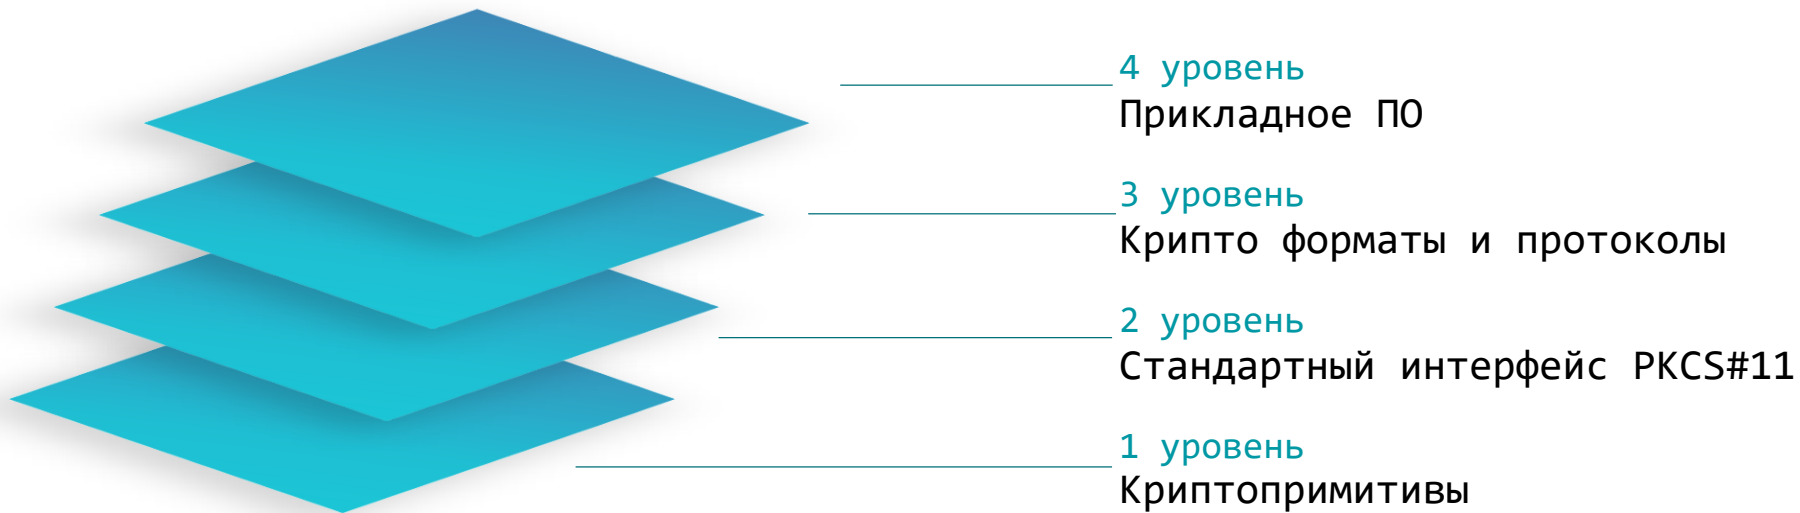 4 уровень
Прикладное ПО
3 уровень
Крипто форматы и протоколы
2 уровень
Стандартный интерфейс PKCS#11
1 уровень
Криптопримитивы